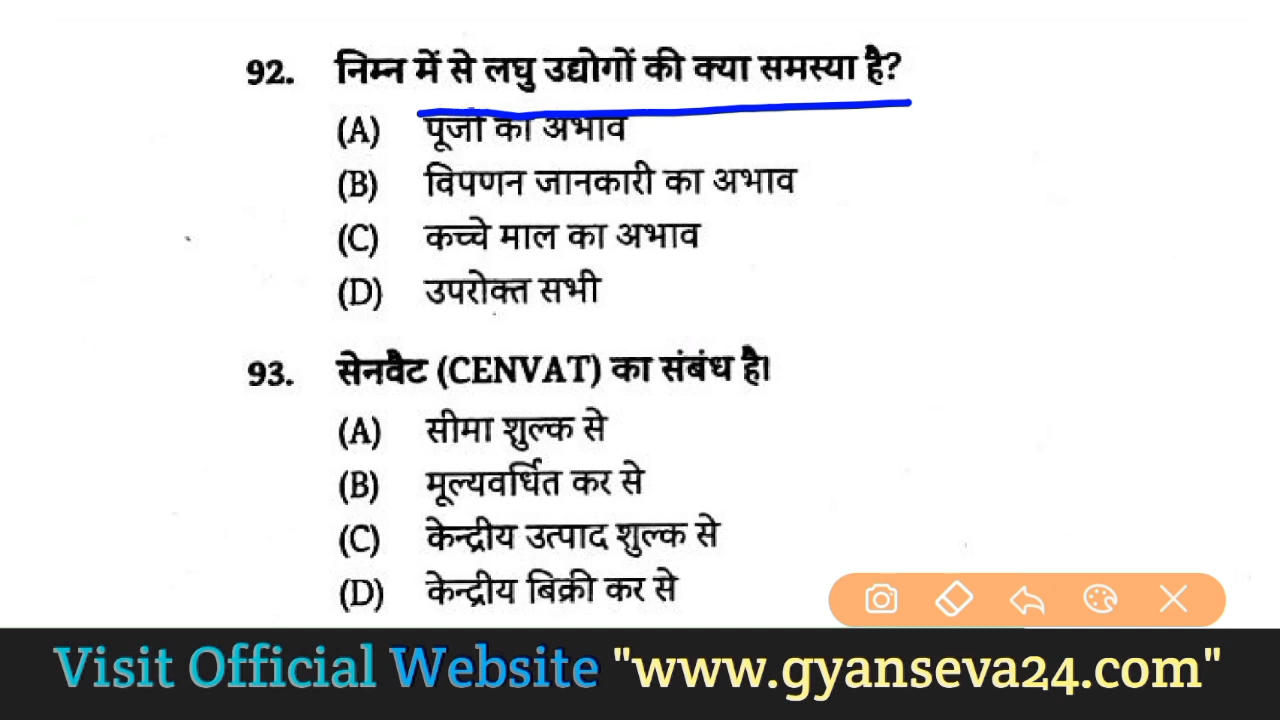 92. निम्न में से लघु उद्योगों की क्या समस्या है?
(A) पूंजी का अभाव
(B) विपणन जानकारी का अभाव
(C) कच्चे माल का अभाव
(D) उपरोक्त सभी
93. सेनवैट (CENVAT) का संबंध है।
(A) सीमा शुल्क से
(B) मूल्यवर्धित कर से
(C) केन्द्रीय उत्पाद शुल्क से
(D) केन्द्रीय बिक्री कर से
Visit Official Website "www.gyanseva24.com"